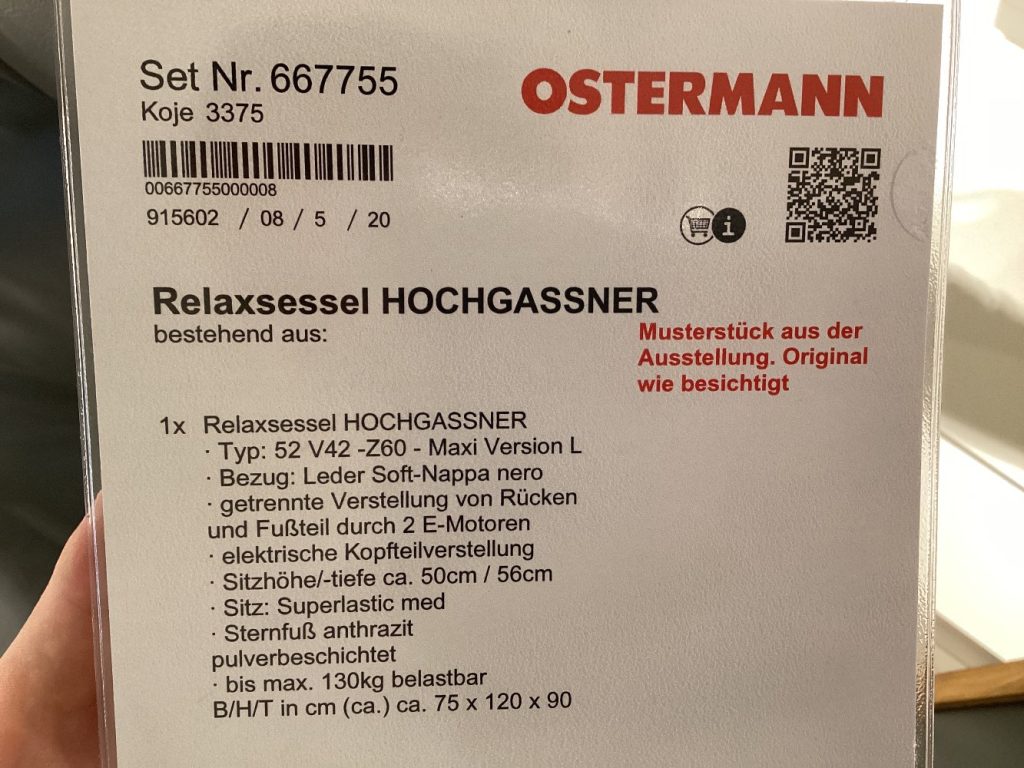 Set Nr. 667755
OSTERMANN
Koje 3375
00667755000008
915602 / 08 / 5 / 20
i
Relaxsessel HOCHGASSNER
bestehend aus:
Musterstück aus der
Ausstellung. Original
wie besichtigt
1x Relaxsessel HOCHGASSNER
· Typ: 52 V42 -Z60 - Maxi Version L
· Bezug: Leder Soft-Nappa nero
· getrennte Verstellung von Rücken
und Fußteil durch 2 E-Motoren
· elektrische Kopfteilverstellung
· Sitzhöhe/-tiefe ca. 50cm / 56cm
· Sitz: Superlastic med
· Sternfuß anthrazit
pulverbeschichtet
· bis max. 130kg belastbar
B/H/T in cm (ca.) ca. 75 x 120 x 90